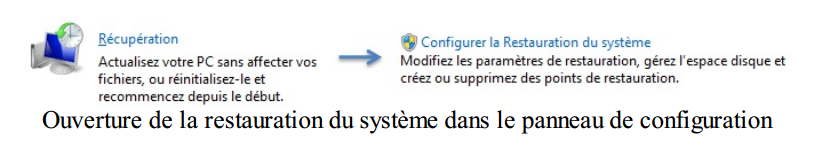 Récupération
Actualisez votre PC sans affecter vos
fichiers, ou réinitialisez-le et
recommencez depuis le début.
Configurer la Restauration du système
Modifiez les paramètres de restauration, gérez l'espace disque et
créez ou supprimez des points de restauration.
Ouverture de la restauration du système dans le panneau de configuration